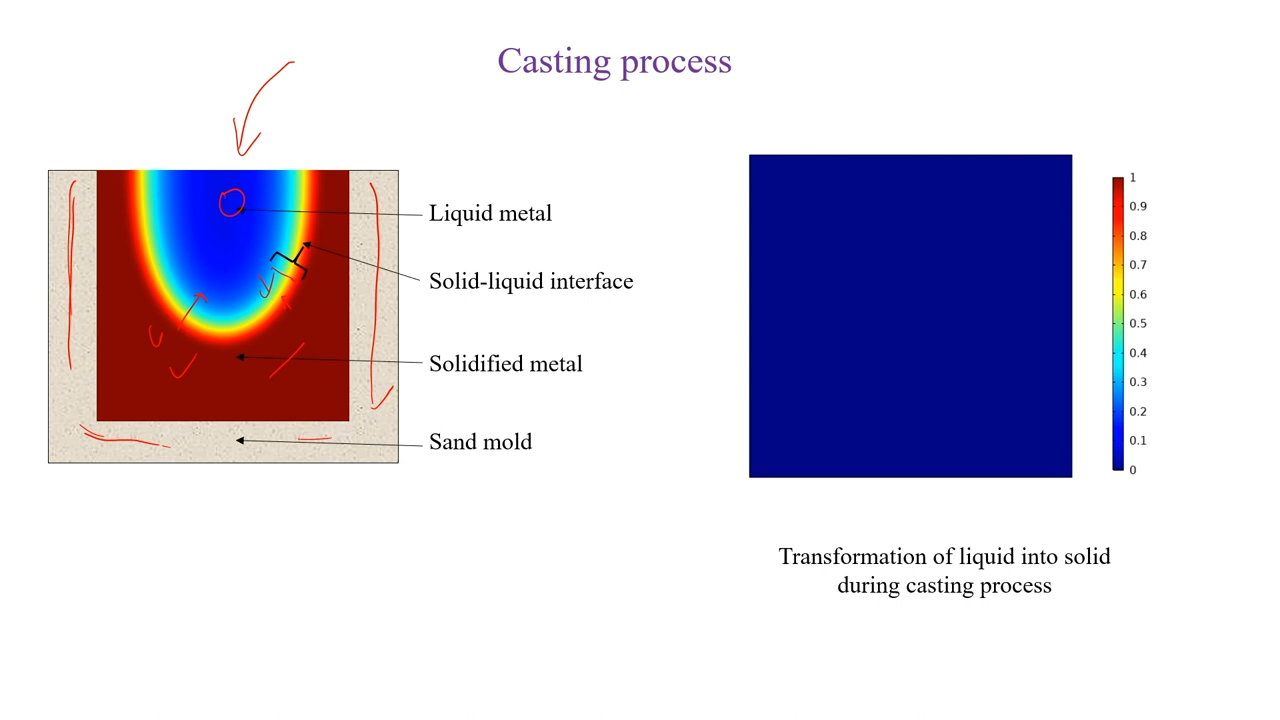 Casting process
Liquid metal
Solid-liquid interface
Solidified metal
Sand mold
1
0.9
0.8
0.7
0.6
0.5
0.4
0.3
0.2
0.1
0
Transformation of liquid into solid
during casting process